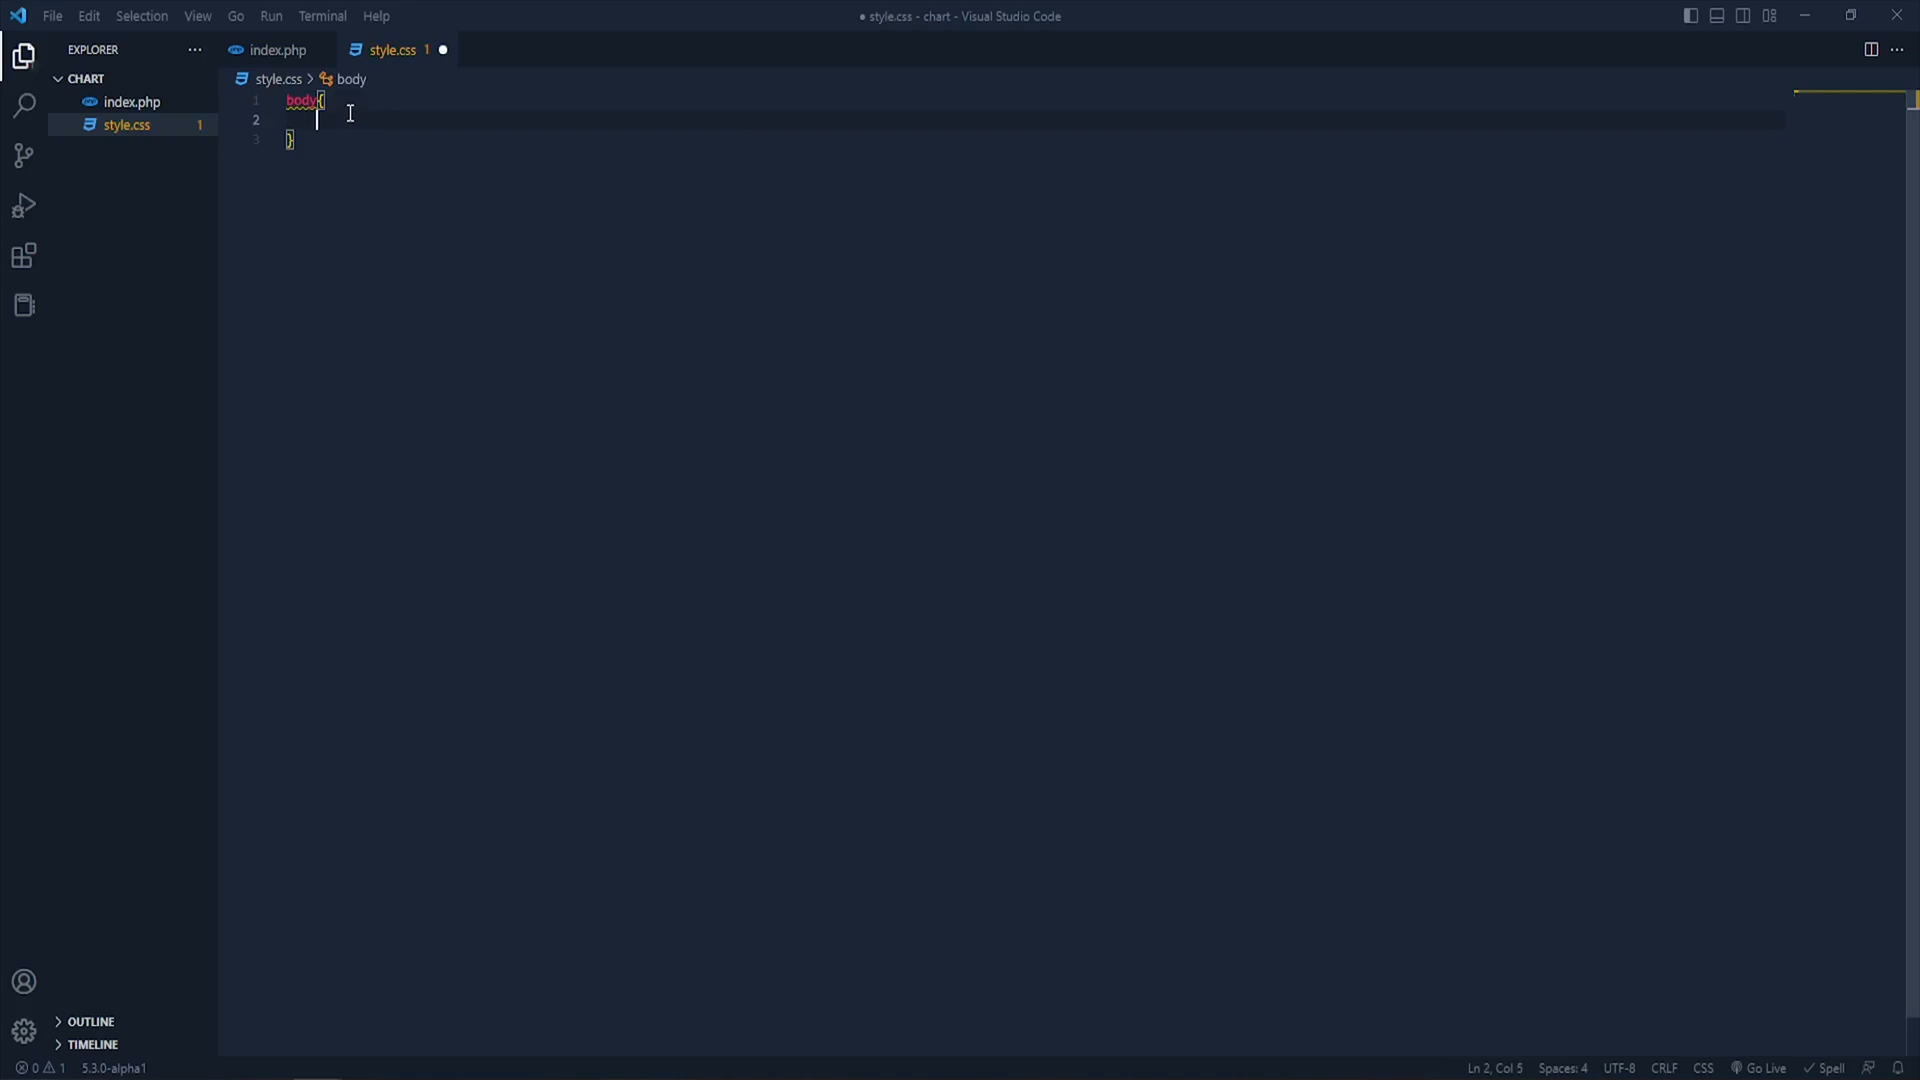 File Edit Selection View Go Run Terminal Help
● style.css - chart - Visual Studio Code
EXPLORER
index.php
style.css 1
CHART
style.css > body
index.php
style.css 1
1 body{
2
3 }
OUTLINE
TIMELINE
0 1 5.3.0-alpha1
Ln 2, Col 5 Spaces: 4 UTF-8 CRLF CSS Go Live Spell